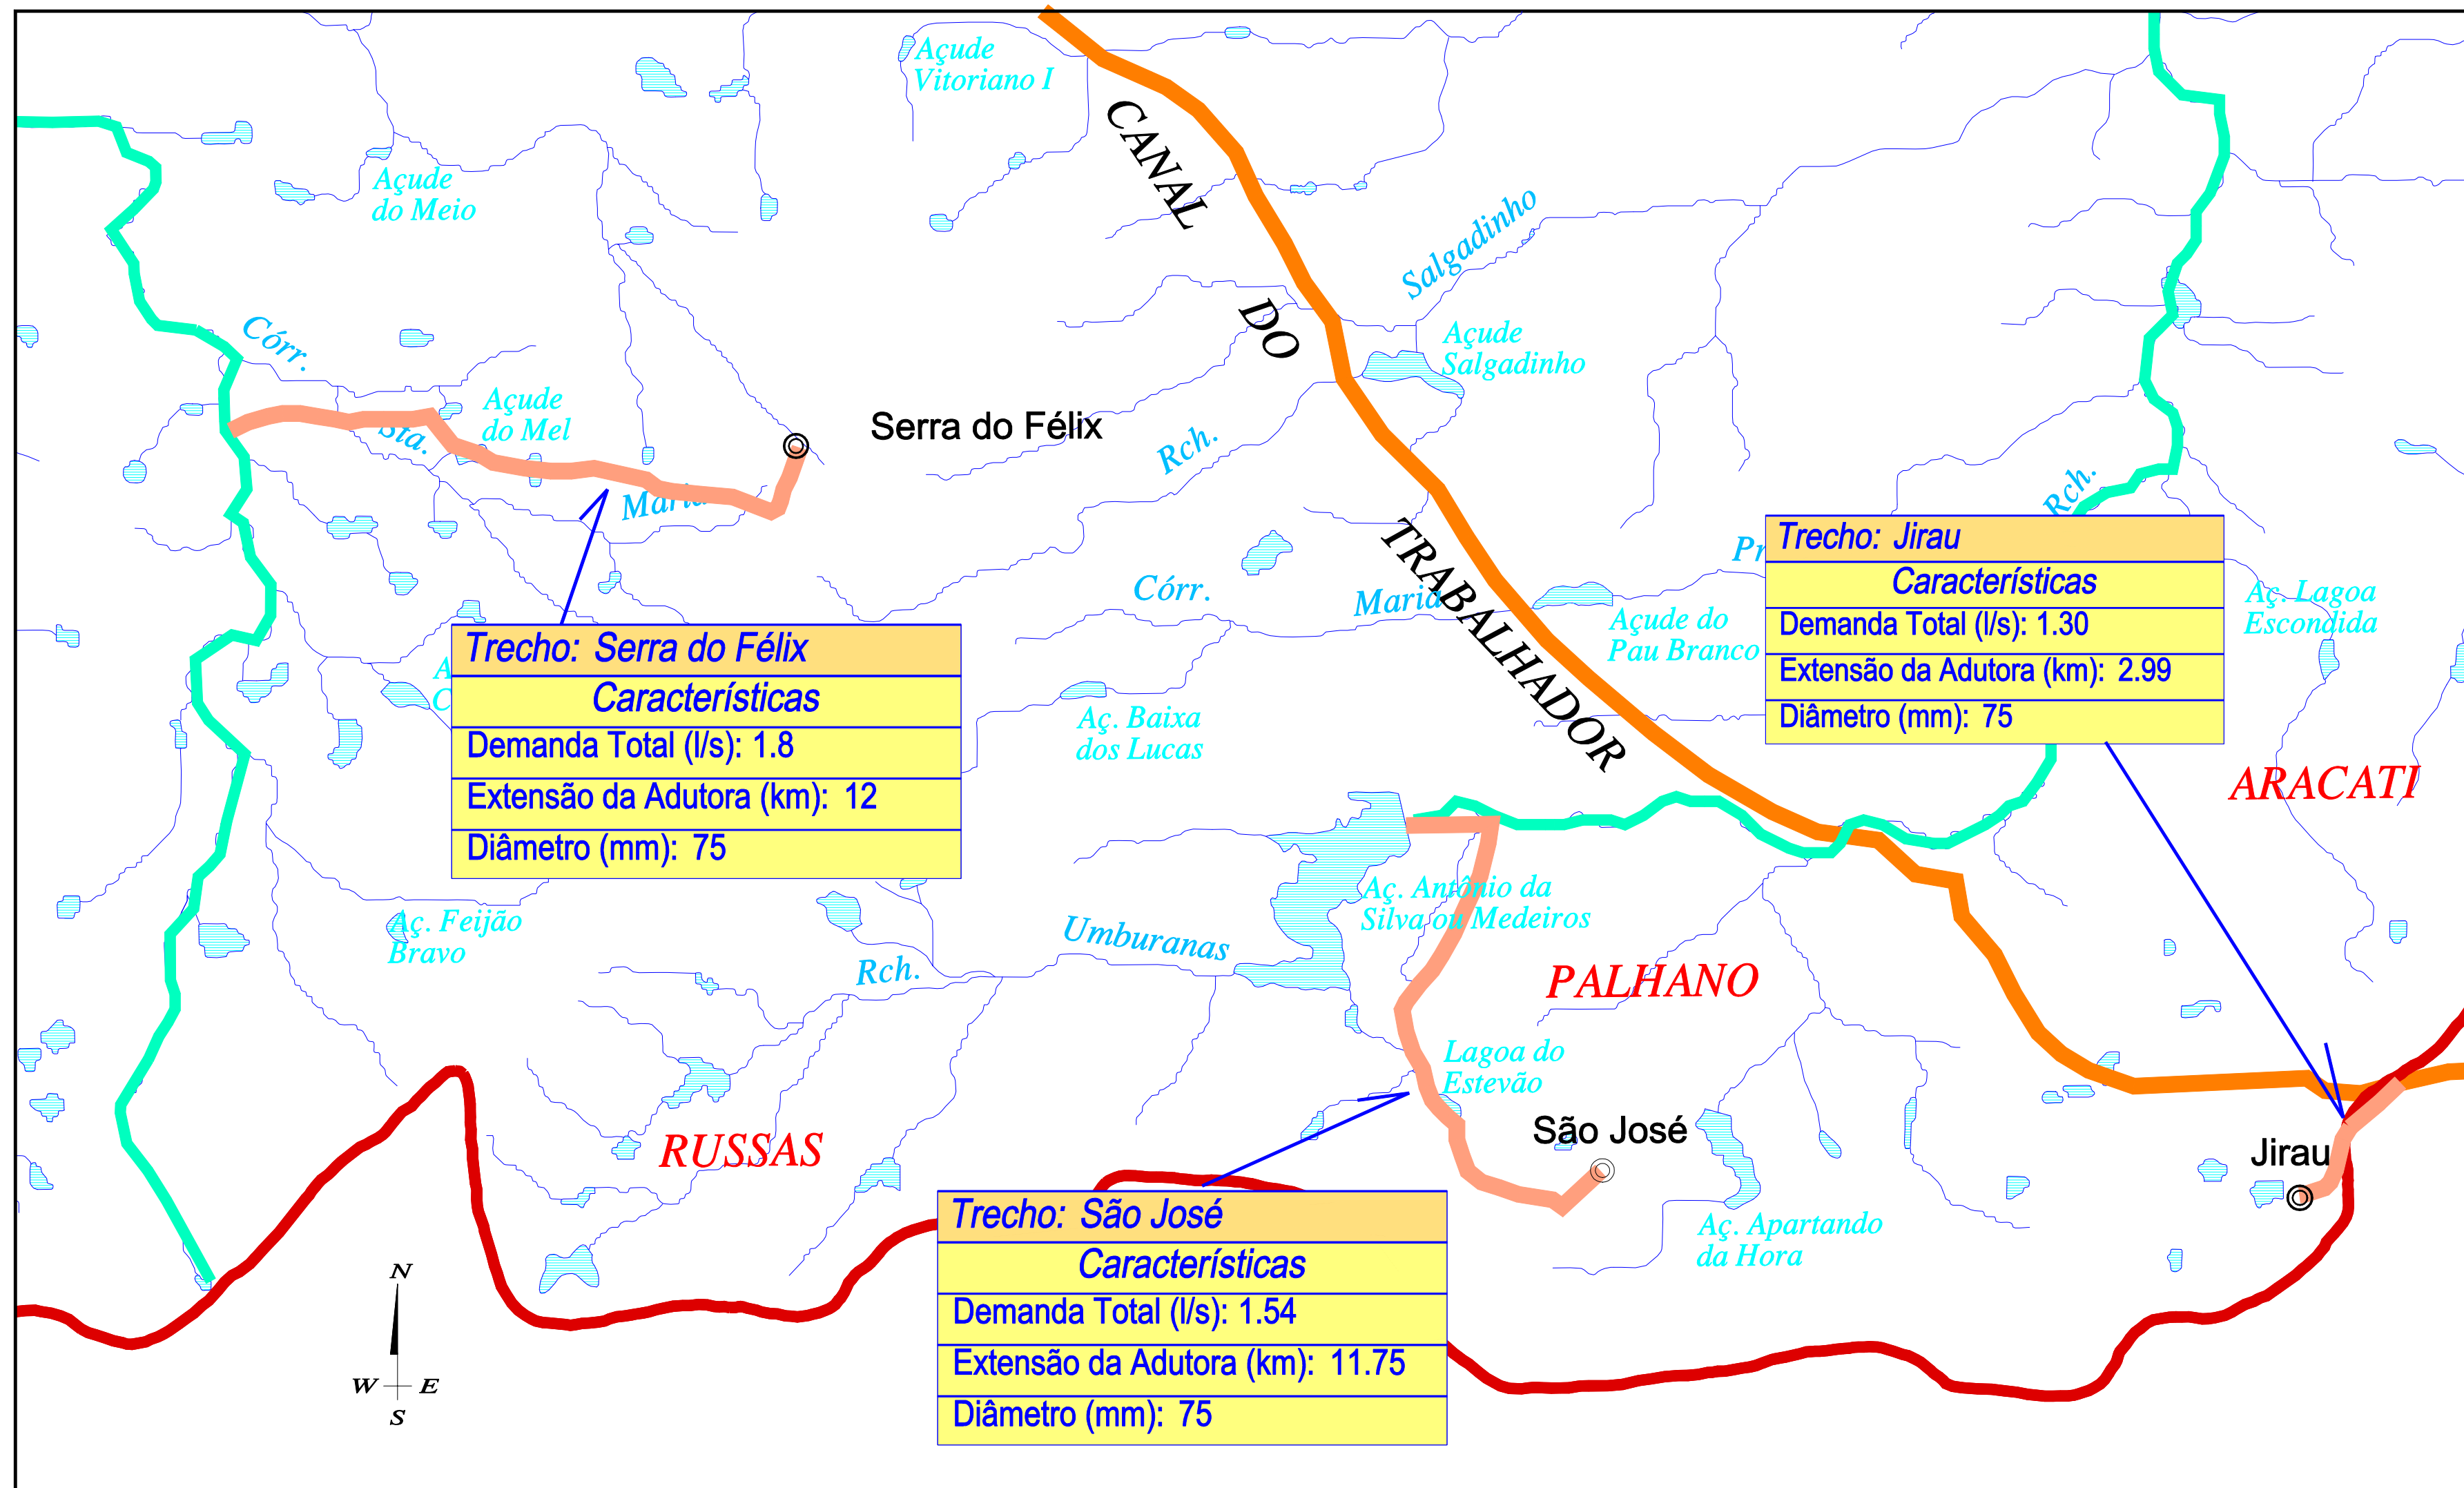 Açude
Vitoriano I
CANAL
DO
TRABALHADOR
Açude
do Meio
Salgadinho
Córr.
Sta.
Maria
Açude
do Mel
Serra do Félix
Açude
Salgadinho
Rch.
Rch.
Córr.
Maria
Açude do
Pau Branco
Trecho: Jirau
Características
Demanda Total (l/s): 1.30
Extensão da Adutora (km): 2.99
Diâmetro (mm): 75
Aç. Lagoa
Escondida
Trecho: Serra do Félix
Características
Demanda Total (l/s): 1.8
Extensão da Adutora (km): 12
Diâmetro (mm): 75
Aç. Baixa
dos Lucas
ARACATI
Aç. Antônio da
Silva ou Medeiros
Aç. Feijão
Bravo
Rch.
Umburanas
PALHANO
Lagoa do
Estevão
São José
Jirau
RUSSAS
Trecho: São José
Características
Demanda Total (l/s): 1.54
Extensão da Adutora (km): 11.75
Diâmetro (mm): 75
Aç. Apartando
da Hora
N
W E
S